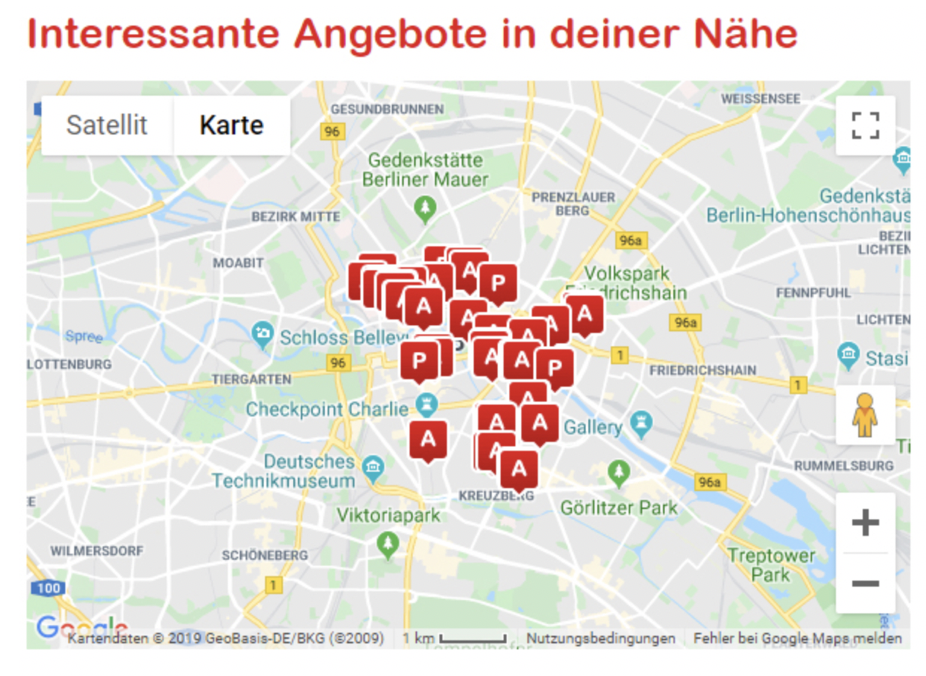 Interessante Angebote in deiner Nähe
Satellit
Karte
GESUNDBRUNNEN
WEISSENSEE
96
Gedenkstätte
Berliner Mauer
PRENZLAUER
BERG
Gedenkstä
Berlin-Hohenschönhaus
BEZIRK MITTE
96a
BEZI
LICHTEN
MOABIT
A
P
Volkspark
Friedrichshain
FENNPFUHL
A
A
A
A
A
A
96a
LICHTEN
Spree
Schloss Bellev
A
P
A
A
P
1
Stasi
LOTTENBURG
96
TIERGARTEN
FRIEDRICHSHAIN
1
Checkpoint Charlie
A
A
A
Gallery
A
A
A
Deutsches
Technikmuseum
KREUZBERG
RUMMELSBURG
96a
Viktoriapark
Görlitzer Park
WILMERSDORF
SCHÖNEBERG
Treptower
Park
100
1
Google
Kartendaten © 2019 GeoBasis-DE/BKG (©2009)
1 km
Nutzungsbedingungen
Fehler bei Google Maps melden